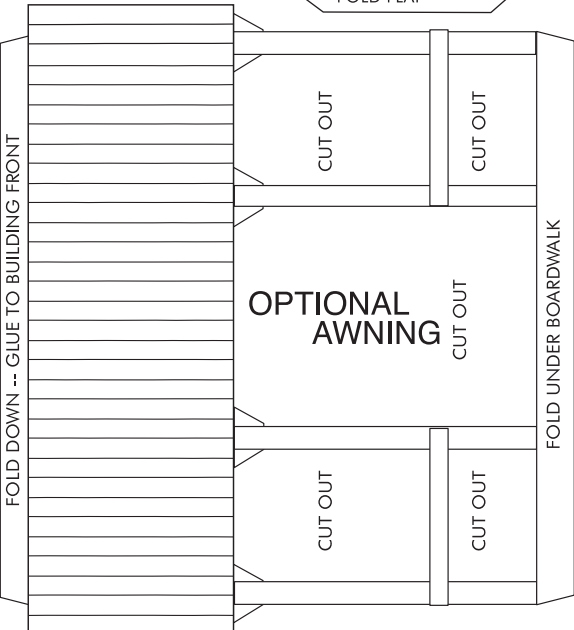 FOLD FLAP
FOLD DOWN -- GLUE TO BUILDING FRONT
CUT OUT
CUT OUT
OPTIONAL
AWNING
CUT OUT
FOLD UNDER BOARDWALK
CUT OUT
CUT OUT